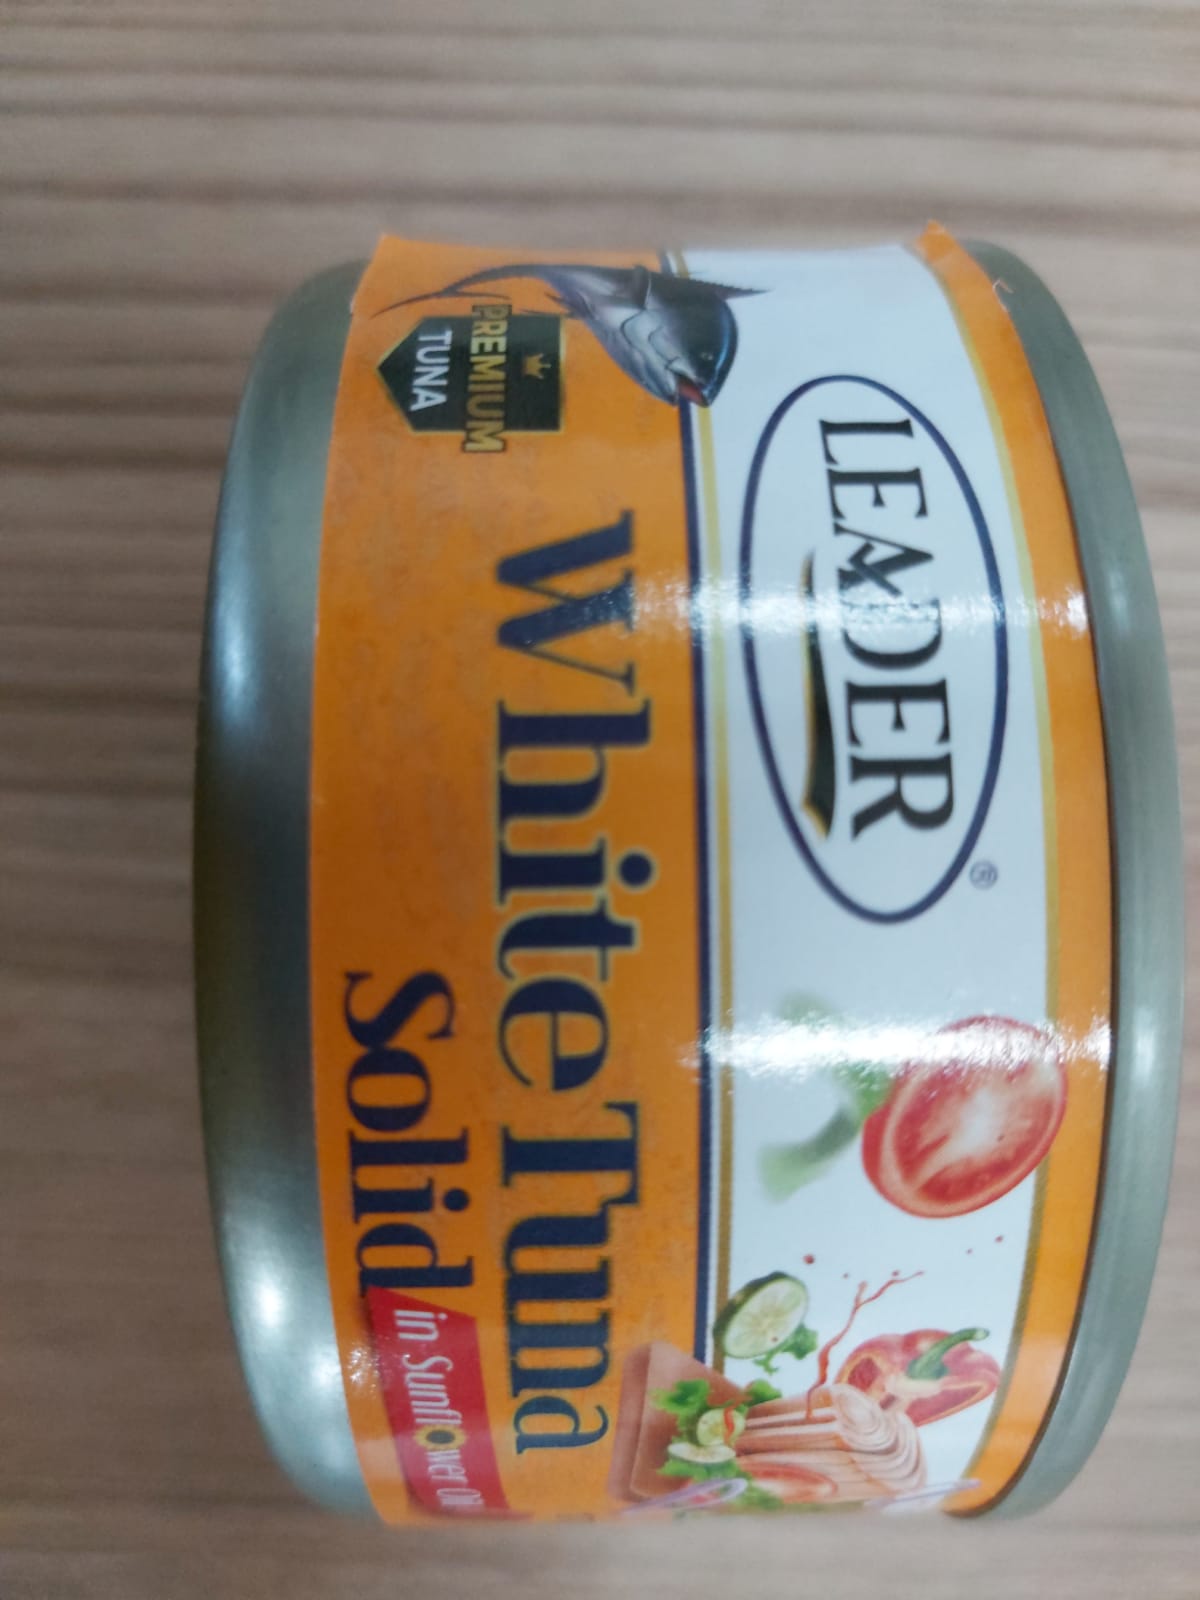 LEADER
®
PREMIUM
TUNA
White Tuna
Solid
in Sunflower Oil